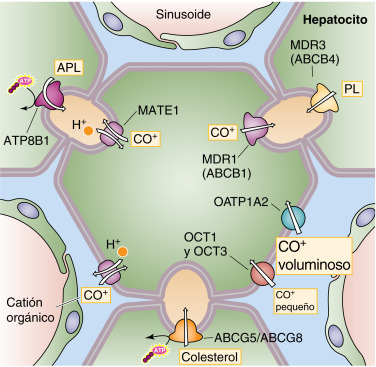 Sinusoide
Hepatocito
MDR3
(ABCB4)
APL
ATP
PL
MATE1
H+
CO+
ATP8B1
CO+
MDR1
(ABCB1)
OATP1A2
H+
OCT1
y OCT3
CO+
voluminoso
CO+
Catión
orgánico
CO+
pequeño
ABCG5/ABCG8
ATP
Colesterol